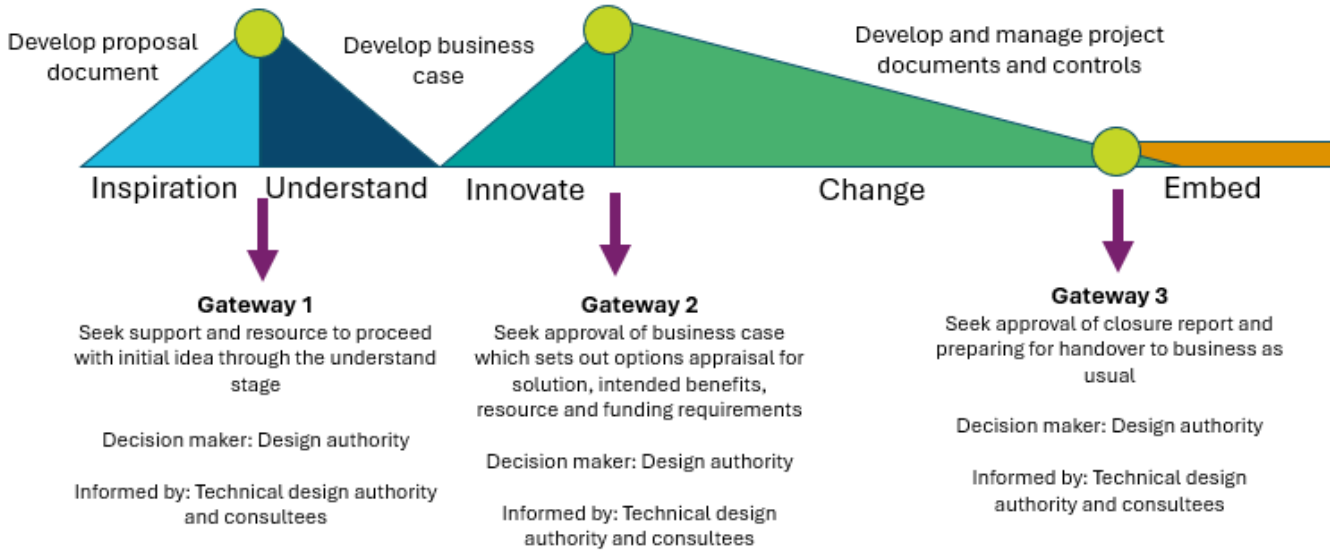 Develop proposal
document
Develop business
case
Develop and manage project
documents and controls
Inspiration
Understand
Innovate
Change
Embed
Gateway 1
Seek support and resource to proceed
with initial idea through the understand
stage
Decision maker: Design authority
Informed by: Technical design authority
and consultees
Gateway 2
Seek approval of business case
which sets out options appraisal for
solution, intended benefits,
resource and funding requirements
Decision maker: Design authority
Informed by: Technical design
authority and consultees
Gateway 3
Seek approval of closure report and
preparing for handover to business as
usual
Decision maker: Design authority
Informed by: Technical design
authority and consultees